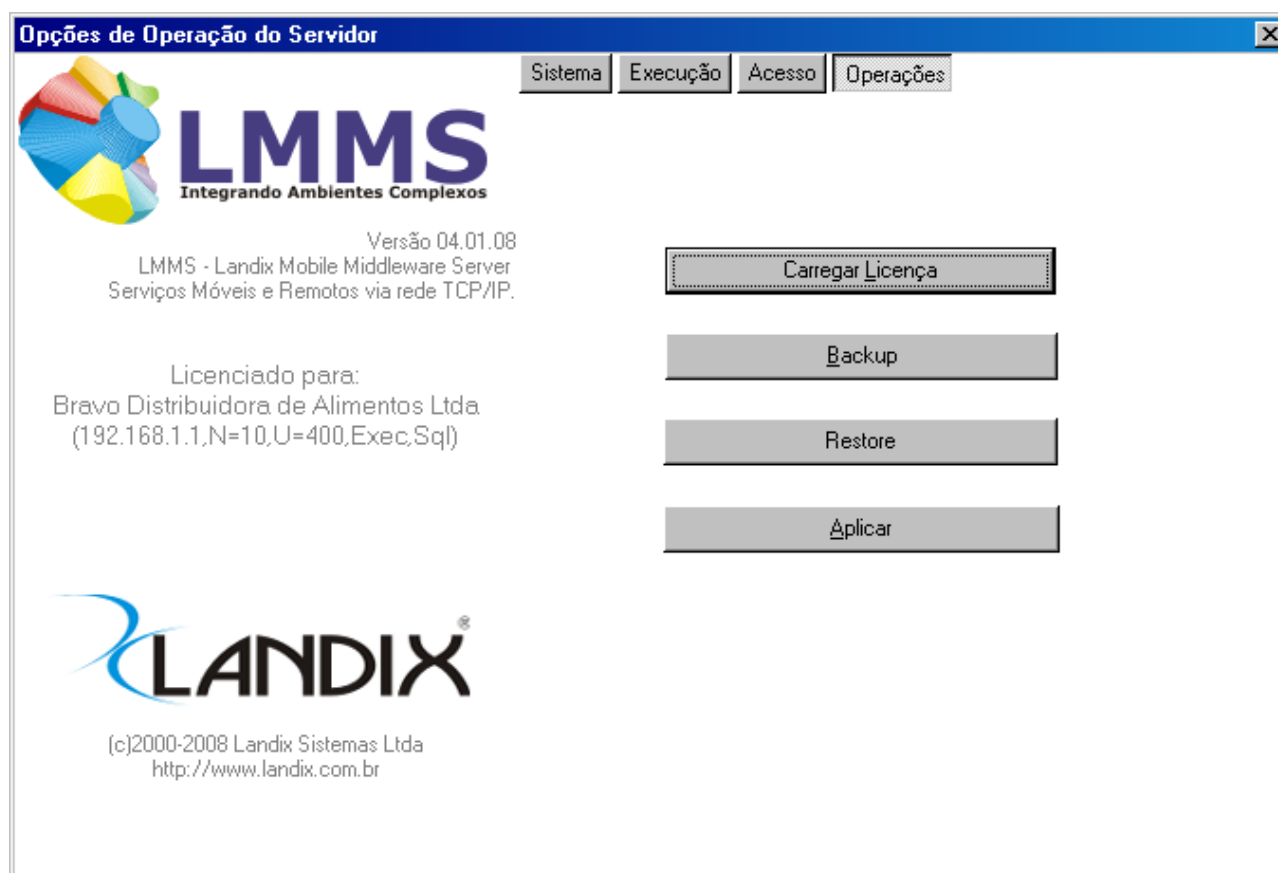 Opções de Operação do Servidor
Sistema Execução Acesso Operações
LMMS
Integrando Ambientes Complexos
Versão 04.01.08
LMMS - Landix Mobile Middleware Server
Serviços Móveis e Remotos via rede TCP/IP.
Licenciado para:
Bravo Distribuidora de Alimentos Ltda
(192.168.1.1,N=10,U=400,Exec,Sql)
Carregar Licença
Backup
Restore
Aplicar
LANDIX®
(c)2000-2008 Landix Sistemas Ltda
http://www.landix.com.br